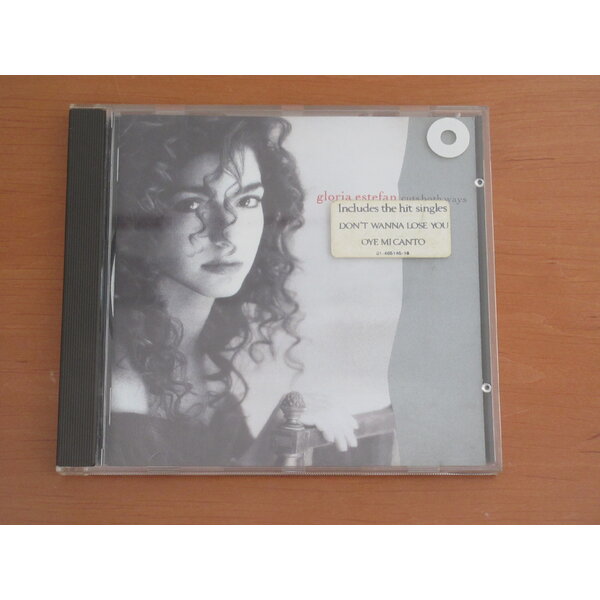 gloria estefan cuts both ways
Includes the hit singles
DON'T WANNA LOSE YOU
OYE MI CANTO